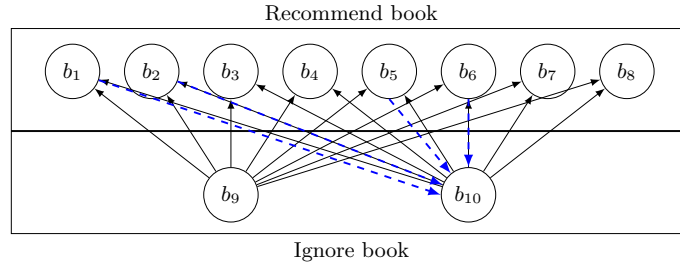 Recommend book
b₁ b₂ b₃ b₄ b₅ b₆ b₇ b₈
b₉ b₁₀
Ignore book